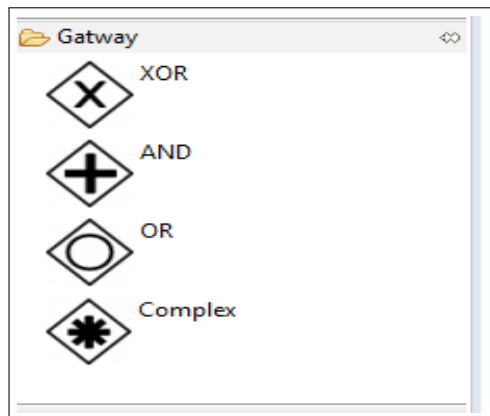 Gatway
XOR
AND
OR
Complex